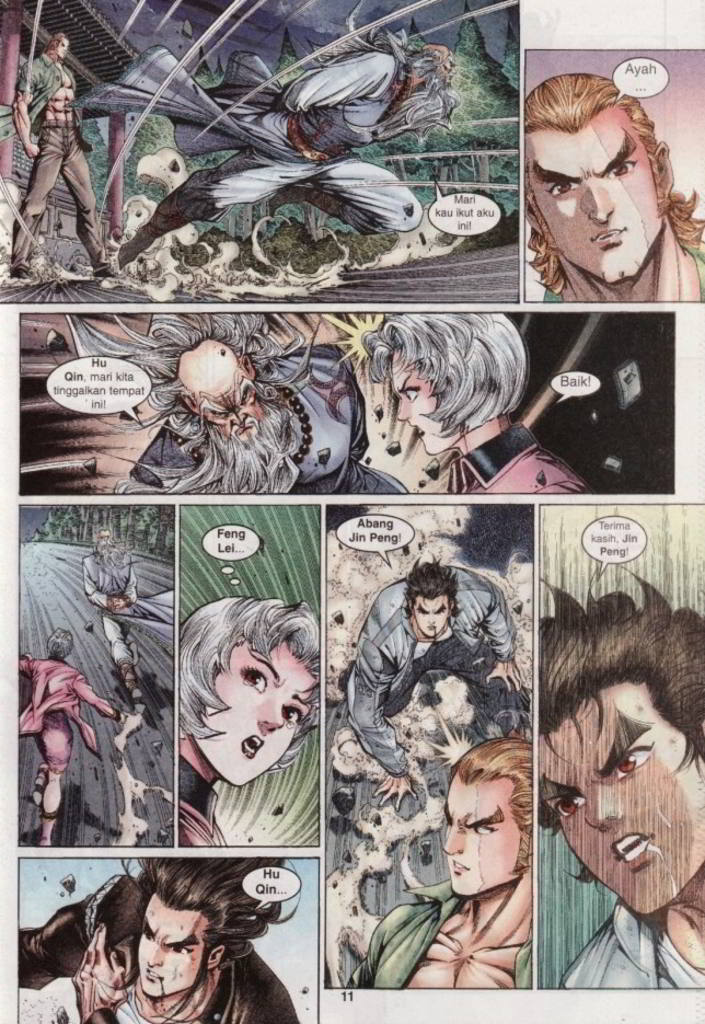 Mari
kau ikut aku
ini!
Ayah
...
Hu
Qin, mari kita
tinggalkan tempat
ini!
Baik!
Feng
Lei...
Abang
Jin Peng!
Terima
kasih, Jin
Peng!
Hu
Qin...
11